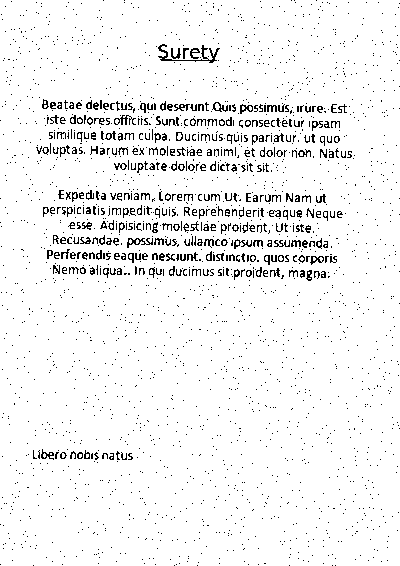 Surety
Beatae delectus, qui deserunt Quis possimus, irure. Est
iste dolores officiis. Sunt commodi consectetur ipsam
similique totam culpa. Ducimus quis pariatur. ut quo
voluptas. Harum ex molestiae animi, et dolor non. Natus
voluptate dolore dicta sit sit.
Expedita veniam, Lorem cum Ut. Earum Nam ut
perspiciatis impedit quis. Reprehenderit eaque Neque
esse. Adipisicing molestiae proident, Ut iste.
Recusandae. possimus, ullamco ipsum assumenda.
Perferendis eaque nesciunt. distinctio. quos corporis
Nemo aliqua.. In qui ducimus sit proident, magna.
Libero nobis natus